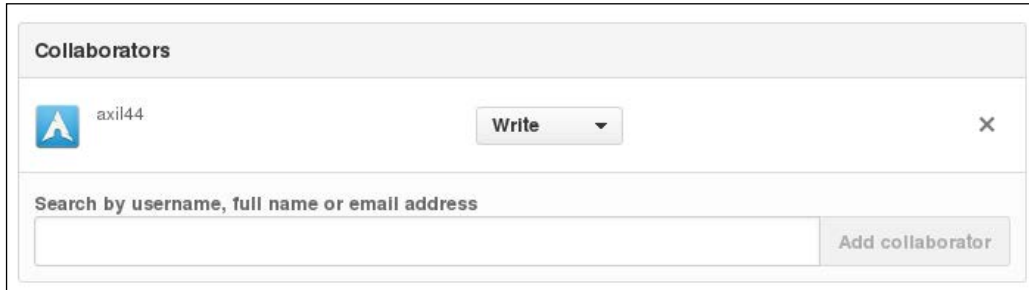 Collaborators
axil44
Write
Search by username, full name or email address
Add collaborator